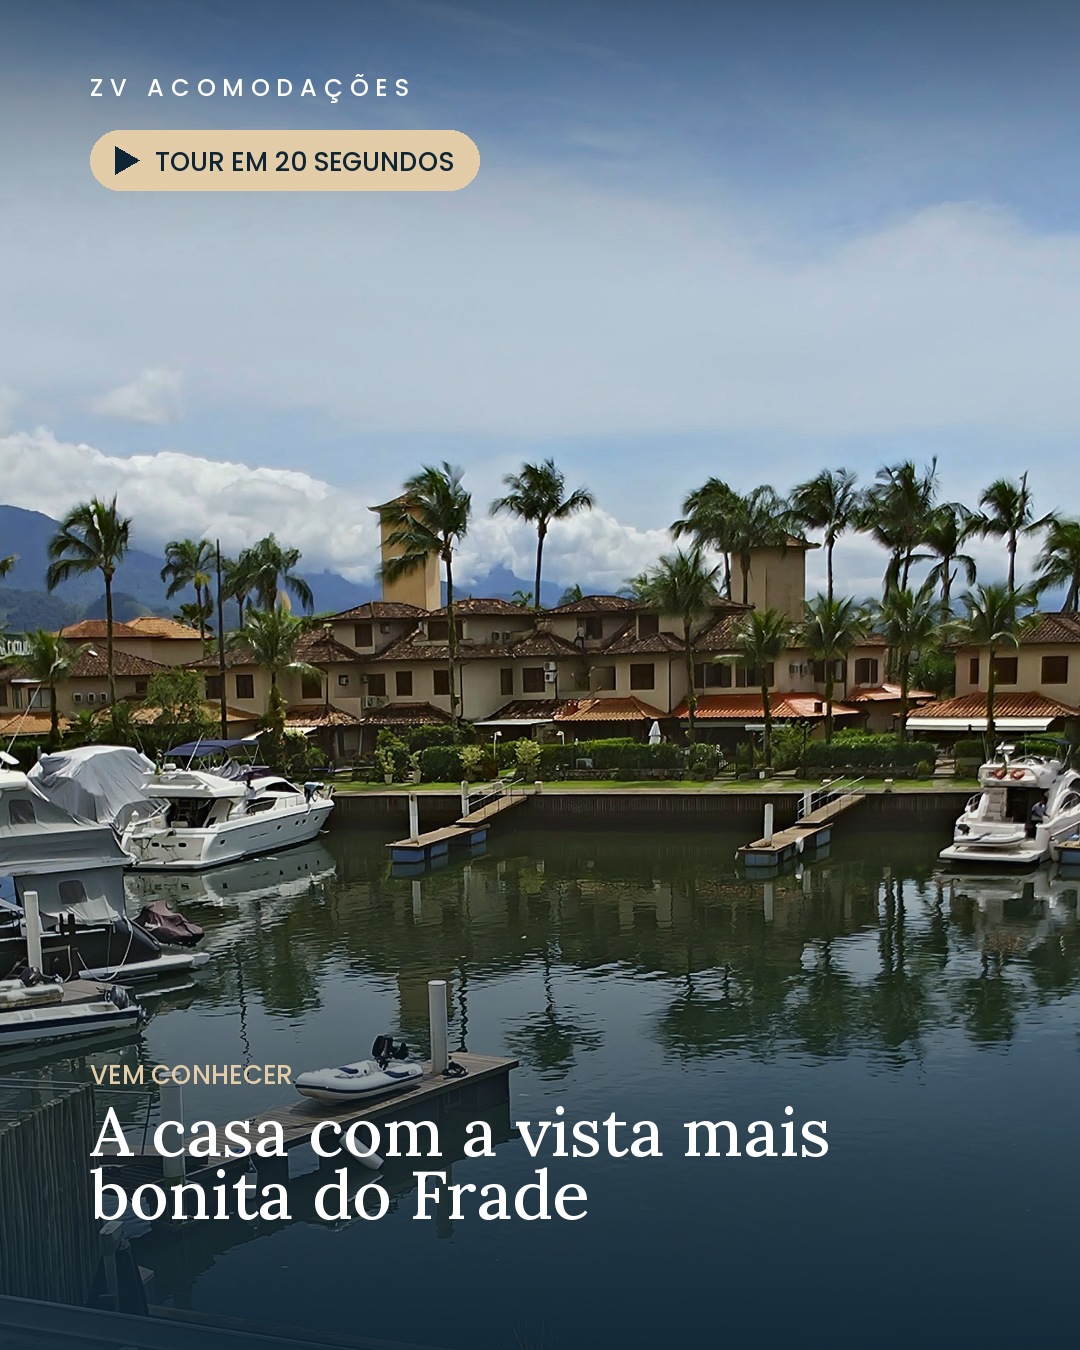 ZV ACOMODAÇÕES
TOUR EM 20 SEGUNDOS
VEM CONHECER
A casa com a vista mais
bonita do Frade